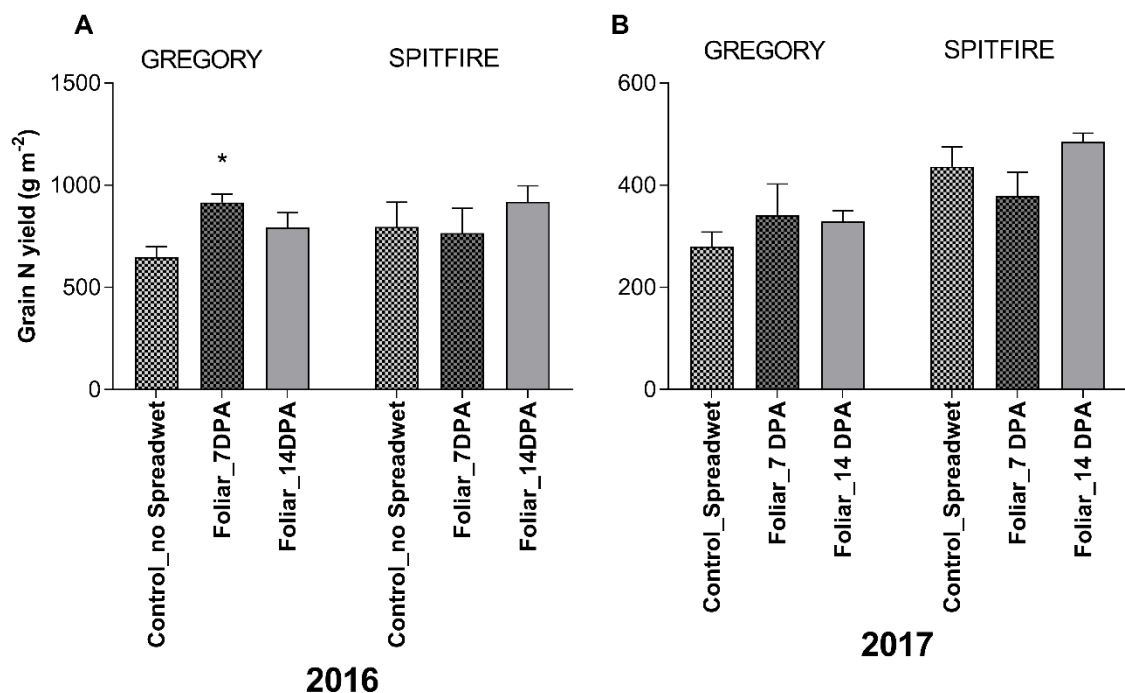 A
GREGORY
SPITFIRE
Grain N yield (g m-2)
1500
1000
500
0
*
Control_no Spreadwet
Foliar_7DPA
Foliar_14DPA
Control_no Spreadwet
Foliar_7DPA
Foliar_14DPA
2016
B
GREGORY
SPITFIRE
600
400
200
0
Control_Spreadwet
Foliar_7 DPA
Foliar_14 DPA
Control_Spreadwet
Foliar_7 DPA
Foliar_14 DPA
2017